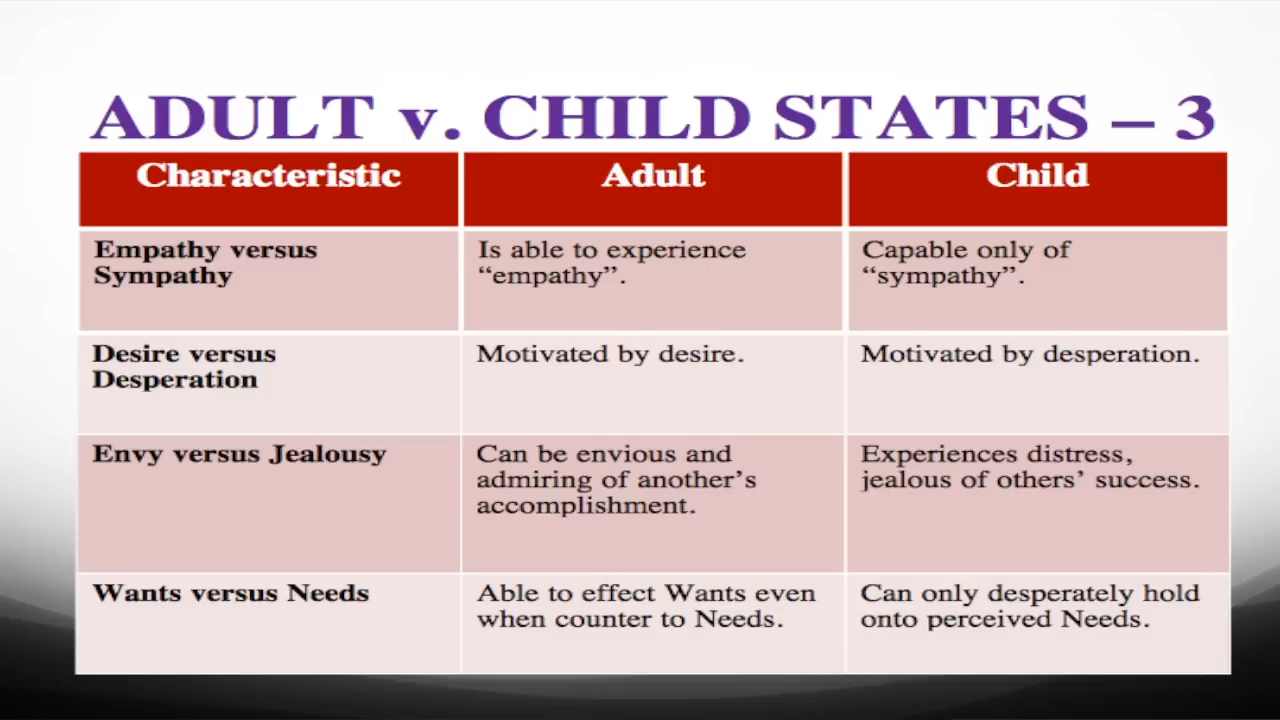 ADULT v. CHILD STATES – 3
Characteristic
Adult
Child
Empathy versus
Sympathy
Is able to experience
“empathy”.
Capable only of
“sympathy”.
Desire versus
Desperation
Motivated by desire.
Motivated by desperation.
Envy versus Jealousy
Can be envious and
admiring of another’s
accomplishment.
Experiences distress,
jealous of others’ success.
Wants versus Needs
Able to effect Wants even
when counter to Needs.
Can only desperately hold
onto perceived Needs.